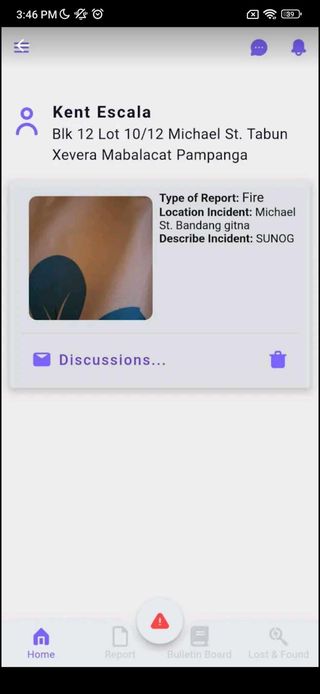 3:46 PM
39
Kent Escala
Blk 12 Lot 10/12 Michael St. Tabun
Xevera Mabalacat Pampanga
Type of Report: Fire
Location Incident: Michael
St. Bandang gitna
Describe Incident: SUNOG
Discussions...
Home
Report
Bulletin Board
Lost & Found